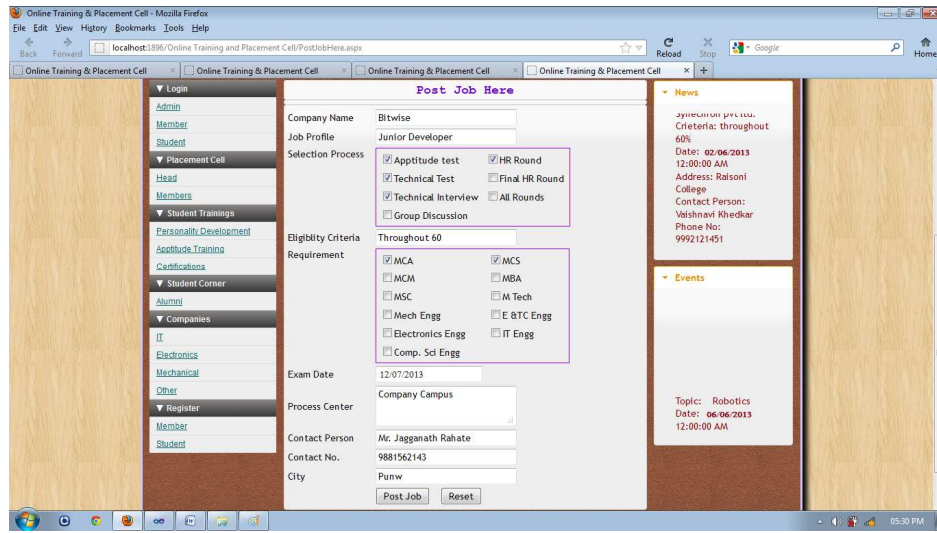 Online Training & Placement Cell - Mozilla Firefox
File Edit View History Bookmarks Tools Help
Back Forward localhost:1896/Online Training and Placement Cell/PostJobHere.aspx Reload Stop Google Home
Online Training & Placement Cell × Online Training & Placement Cell × Online Training & Placement Cell × Online Training & Placement Cell × +
▼ Login
Admin
Member
Student
▼ Placement Cell
Head
Members
▼ Student Trainings
Personality Development
Apptitude Training
Certifications
▼ Student Corner
Alumni
▼ Companies
IT
Electronics
Mechanical
Other
▼ Register
Member
Student
Post Job Here
Company Name Bitwise
Job Profile Junior Developer
Selection Process
Apptitude test HR Round
Technical Test Final HR Round
Technical Interview All Rounds
Group Discussion
Eligiblity Criteria Throughout 60
Requirement
MCA MCS
MCM MBA
MSC M Tech
Mech Engg E &TC Engg
Electronics Engg IT Engg
Comp. Sci Engg
Exam Date 12/07/2013
Process Center Company Campus
Contact Person Mr. Jagganath Rahate
Contact No. 9881562143
City Punw
Post Job Reset
News
Synechron pvt ltd.
Crieteria: throughout
60%
Date: 02/06/2013
12:00:00 AM
Address: Raisoni
College
Contact Person:
Vaishnavi Khedkar
Phone No:
9992121451
Events
Topic: Robotics
Date: 06/06/2013
12:00:00 AM
05:30 PM